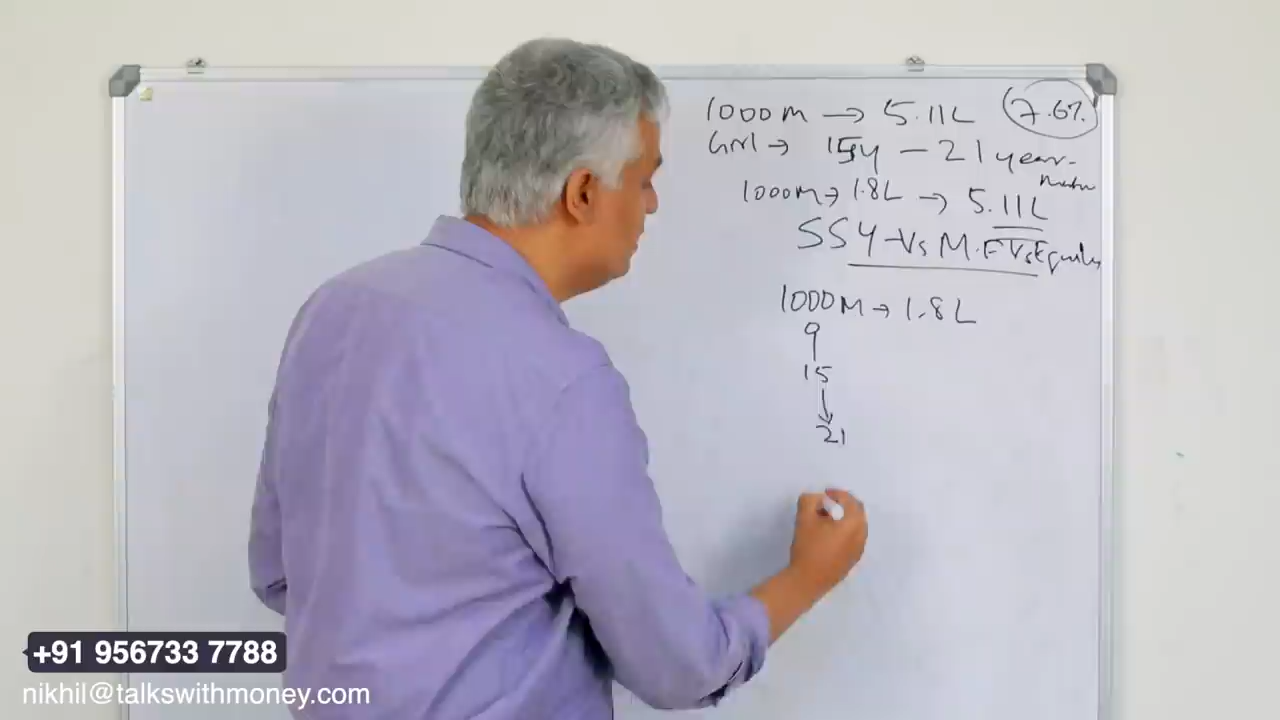 1000M → 5.11L 7.6%
Girl → 15y – 21 year
1000M → 1.8L → 5.11L
SSY – Vs M.F Vs Equity
1000M → 1.8L
9
15
↓
21
+91 956733 7788
nikhil@talkswithmoney.com